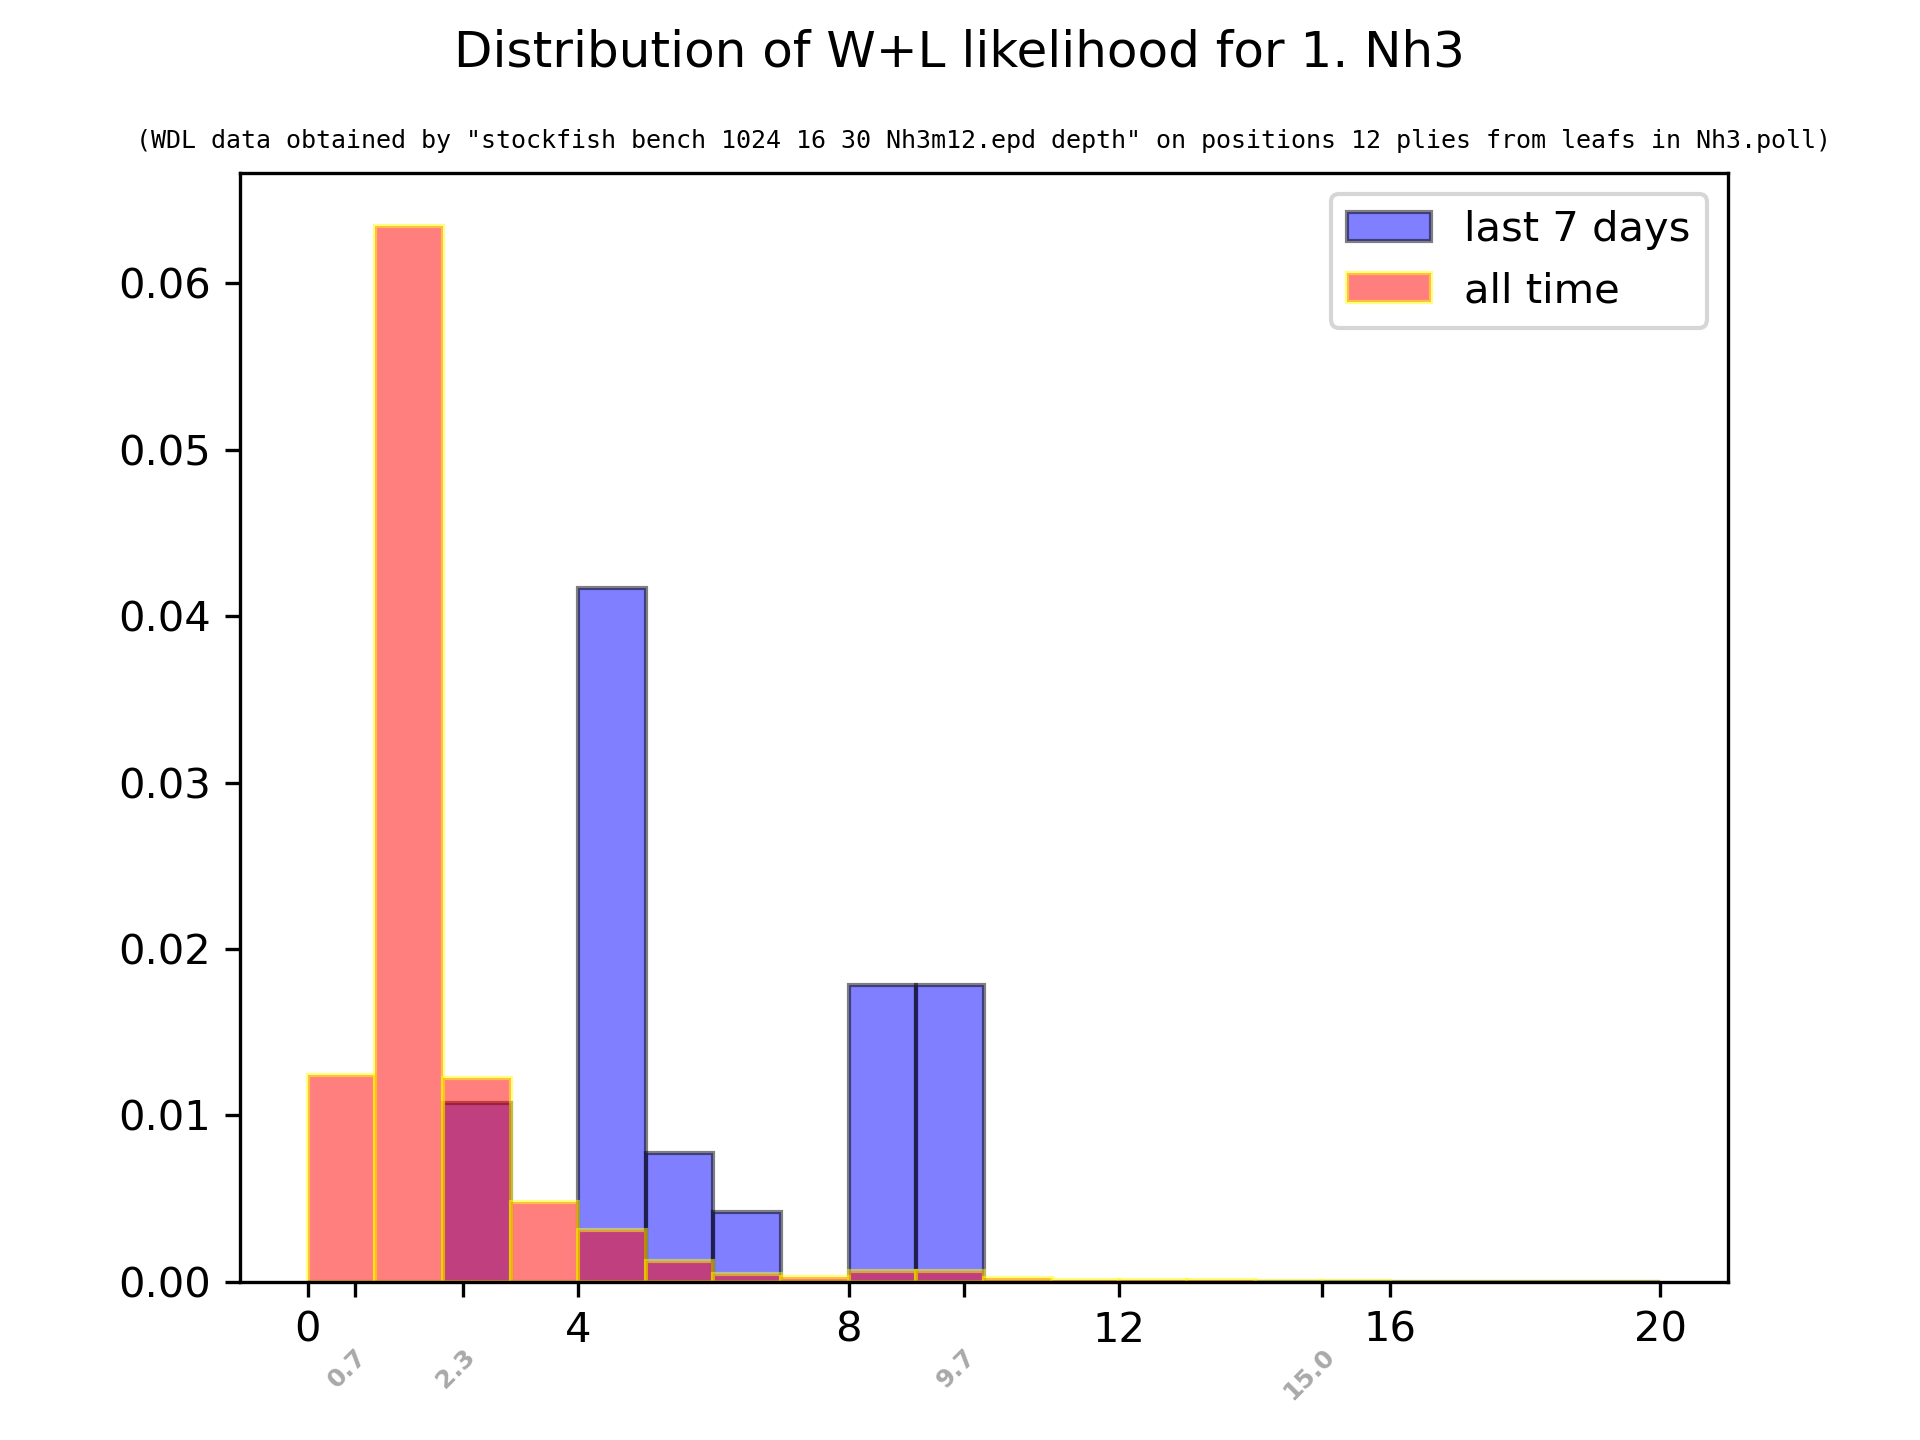 Distribution of W+L likelihood for 1. Nh3
(WDL data obtained by "stockfish bench 1024 16 30 Nh3m12.epd depth" on positions 12 plies from leafs in Nh3.poll)
last 7 days
all time
0.06
0.05
0.04
0.03
0.02
0.01
0.00
0 4 8 12 16 20
0.7 2.3 9.7 15.0